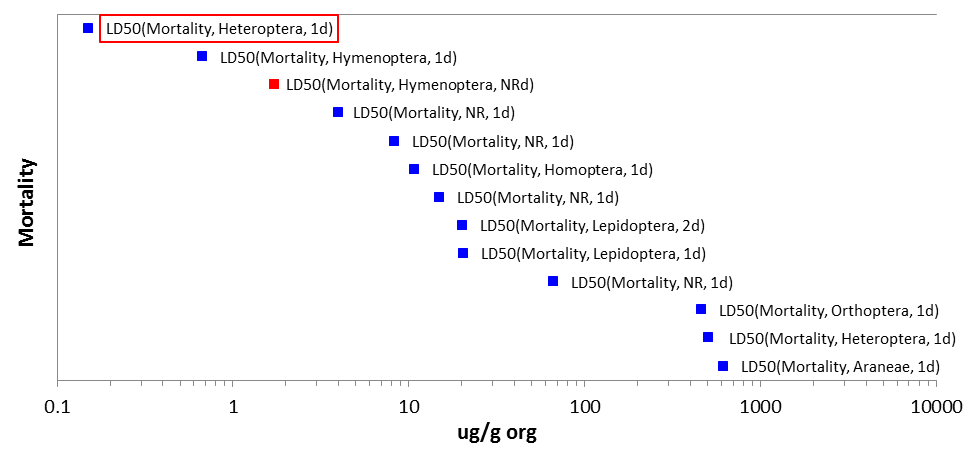 LD50(Mortality, Heteroptera, 1d)
LD50(Mortality, Hymenoptera, 1d)
LD50(Mortality, Hymenoptera, NRd)
LD50(Mortality, NR, 1d)
LD50(Mortality, NR, 1d)
LD50(Mortality, Homoptera, 1d)
LD50(Mortality, NR, 1d)
LD50(Mortality, Lepidoptera, 2d)
LD50(Mortality, Lepidoptera, 1d)
LD50(Mortality, NR, 1d)
LD50(Mortality, Orthoptera, 1d)
LD50(Mortality, Heteroptera, 1d)
LD50(Mortality, Araneae, 1d)
Mortality
0.1 1 10 100 1000 10000
ug/g org